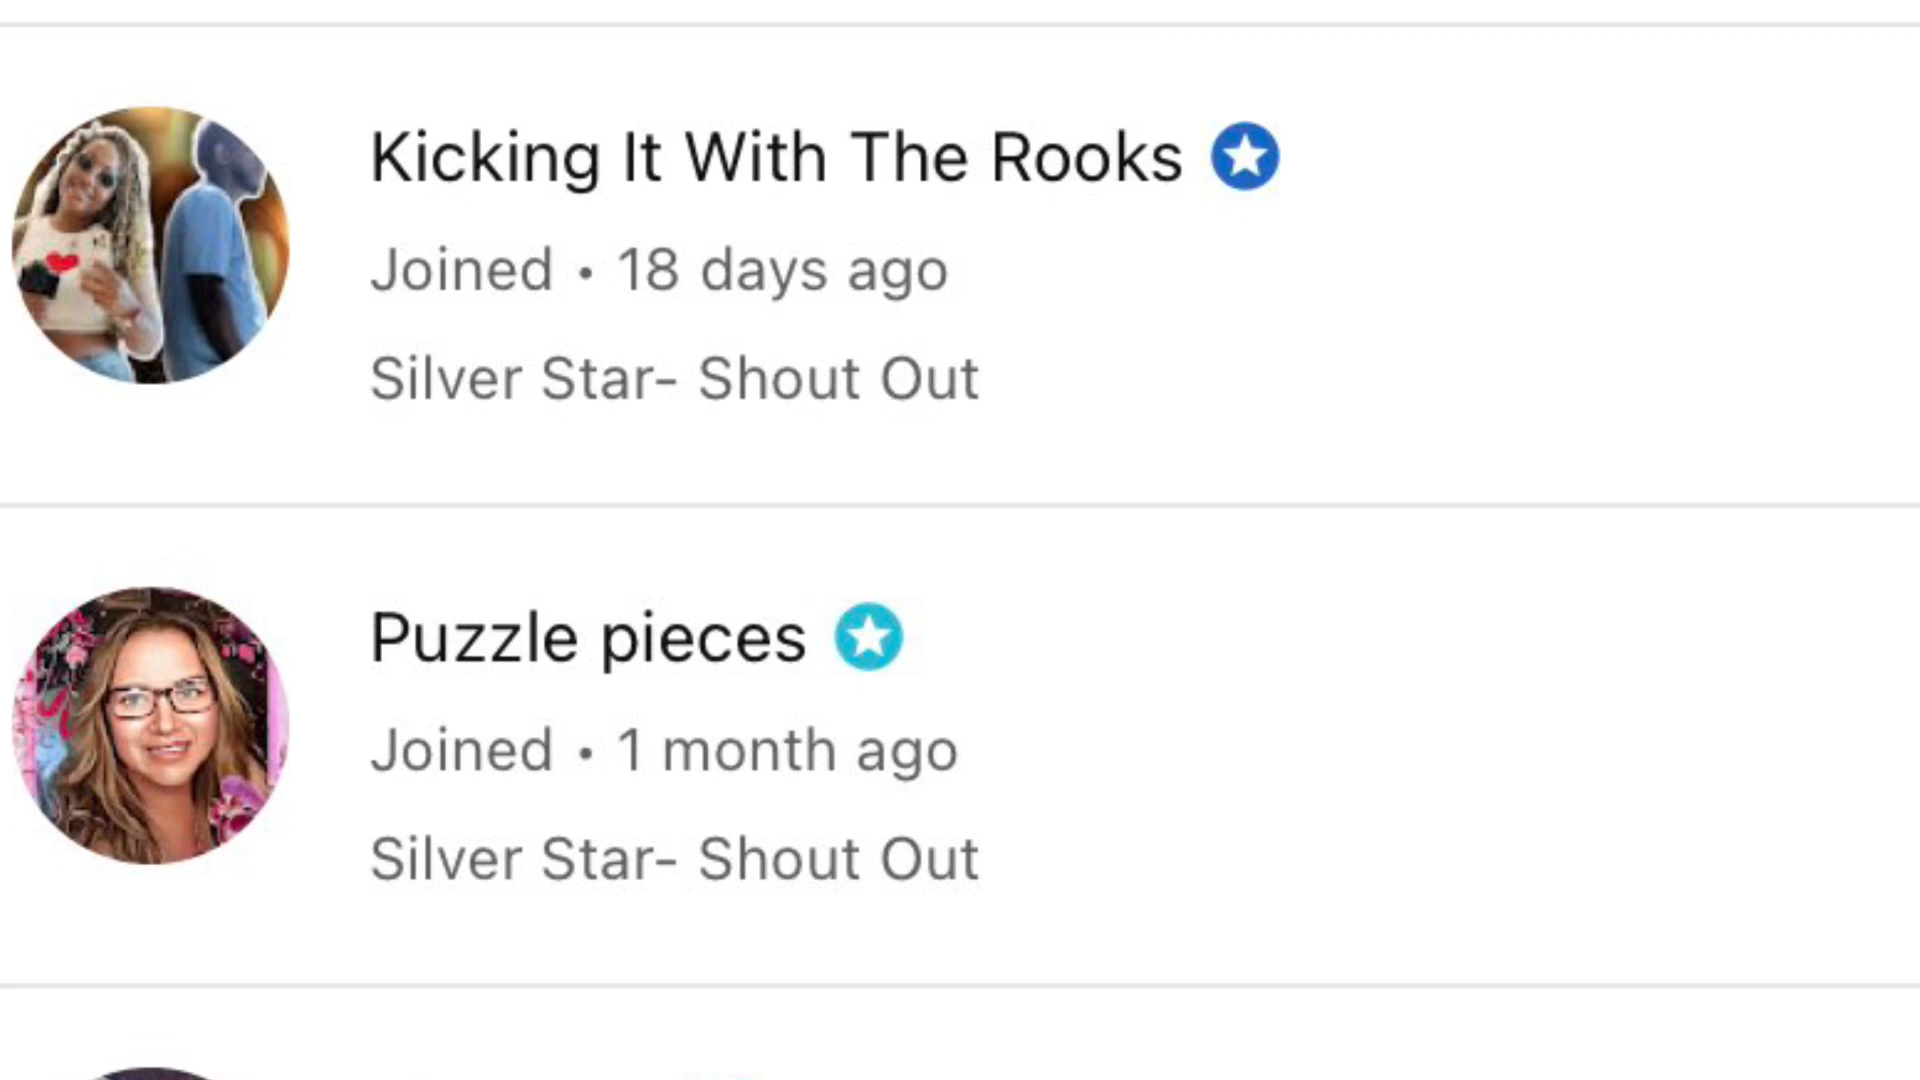 Kicking It With The Rooks
Joined • 18 days ago
Silver Star- Shout Out
Puzzle pieces
Joined • 1 month ago
Silver Star- Shout Out